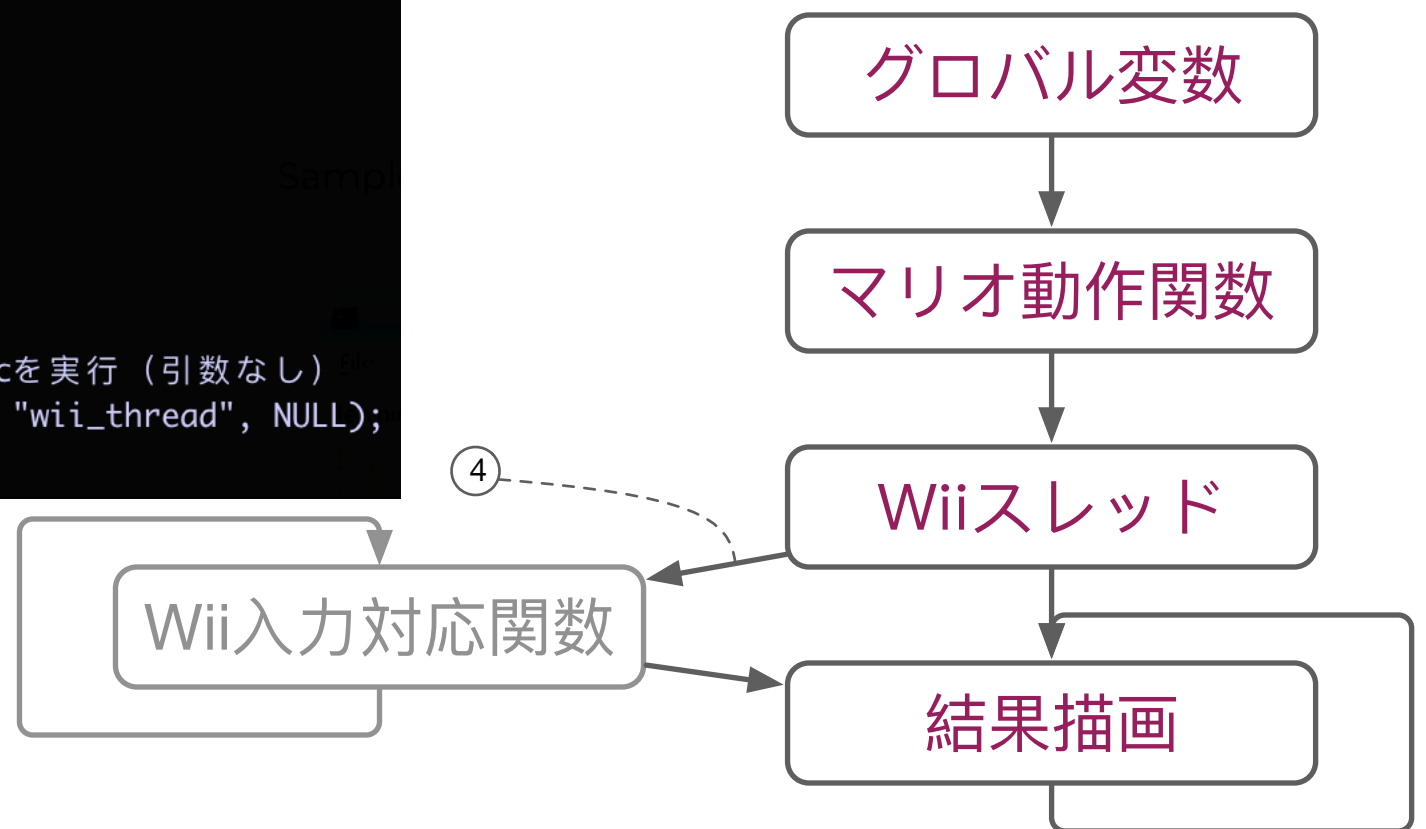 グロバル変数
Sampl
マリオ動作関数
File
cを実行（引数なし）
"wii_thread", NULL);
4
Wiiスレッド
Wii入力対応関数
結果描画